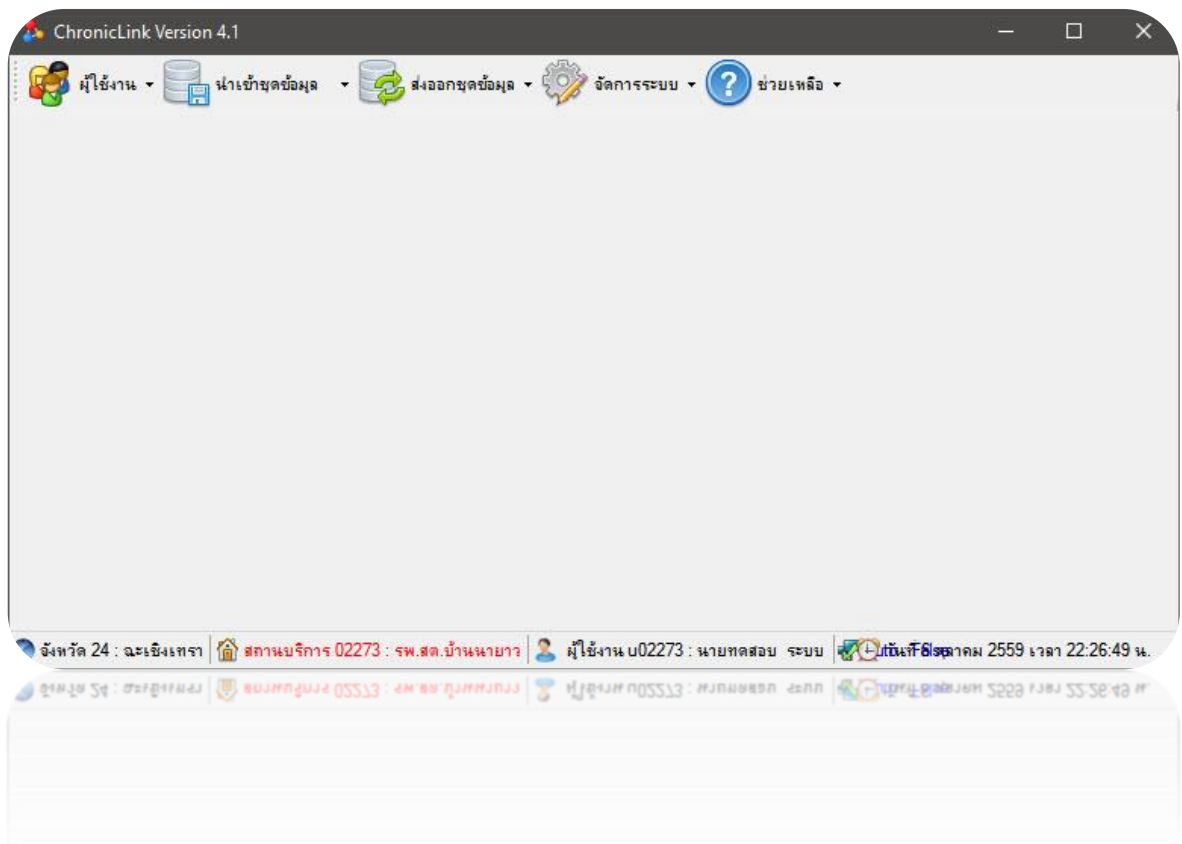 ChronicLink Version 4.1
ผู้ใช้งาน นำเข้าชุดข้อมูล ส่งออกชุดข้อมูล จัดการระบบ ช่วยเหลือ
จังหวัด 24 : ฉะเชิงเทรา สถานบริการ 02273 : รพ.สต.บ้านนายาว ผู้ใช้งาน u02273 : นายทดสอบ ระบบ 2559 เวลา 22:26:49 น.